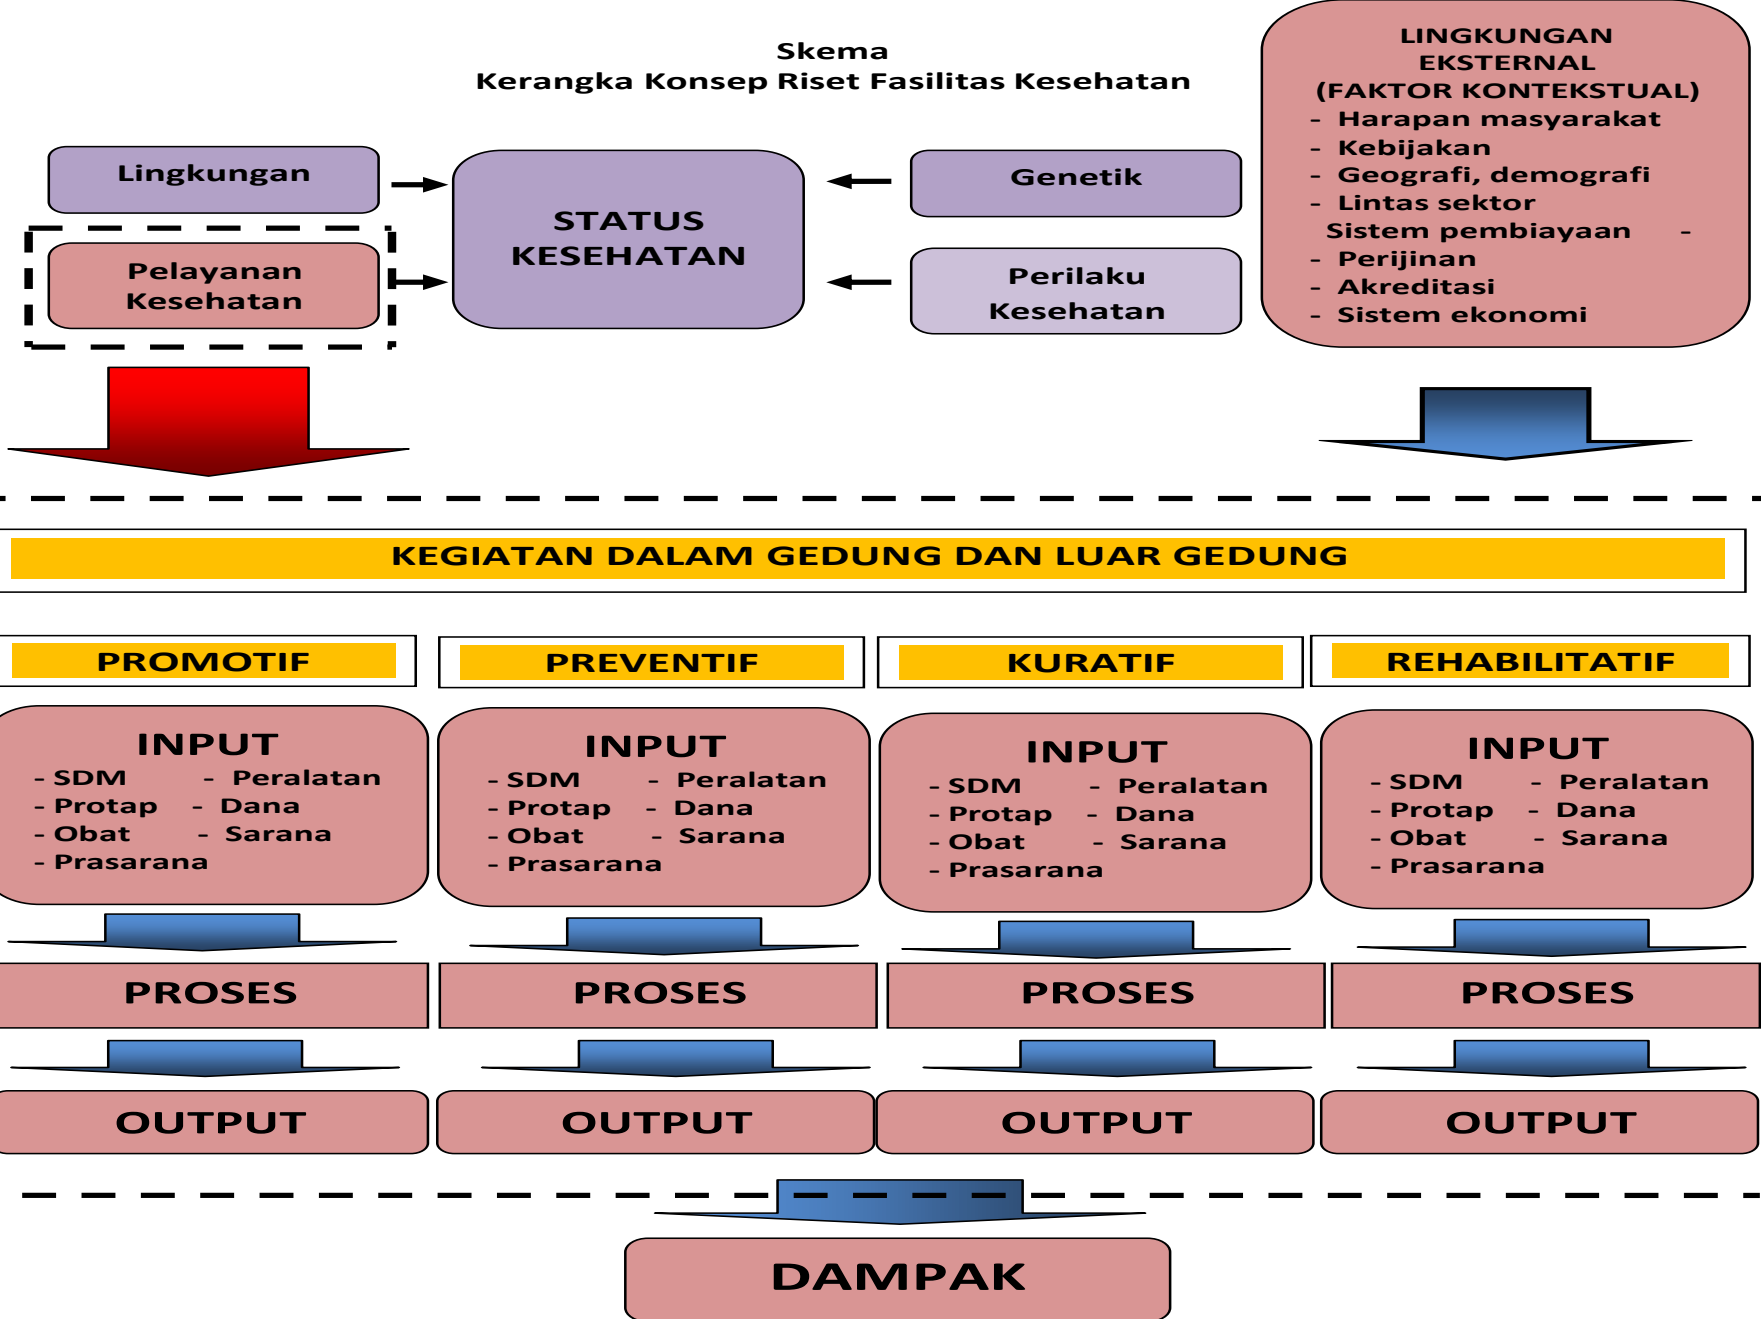 Skema
Kerangka Konsep Riset Fasilitas Kesehatan
LINGKUNGAN
EKSTERNAL
(FAKTOR KONTEKSTUAL)
- Harapan masyarakat
- Kebijakan
- Geografi, demografi
- Lintas sektor
Sistem pembiayaan -
- Perijinan
- Akreditasi
- Sistem ekonomi
Lingkungan
Pelayanan
Kesehatan
STATUS
KESEHATAN
Genetik
Perilaku
Kesehatan
KEGIATAN DALAM GEDUNG DAN LUAR GEDUNG
PROMOTIF
PREVENTIF
KURATIF
REHABILITATIF
INPUT
- SDM - Peralatan
- Protap - Dana
- Obat - Sarana
- Prasarana
INPUT
- SDM - Peralatan
- Protap - Dana
- Obat - Sarana
- Prasarana
INPUT
- SDM - Peralatan
- Protap - Dana
- Obat - Sarana
- Prasarana
INPUT
- SDM - Peralatan
- Protap - Dana
- Obat - Sarana
- Prasarana
PROSES
PROSES
PROSES
PROSES
OUTPUT
OUTPUT
OUTPUT
OUTPUT
DAMPAK